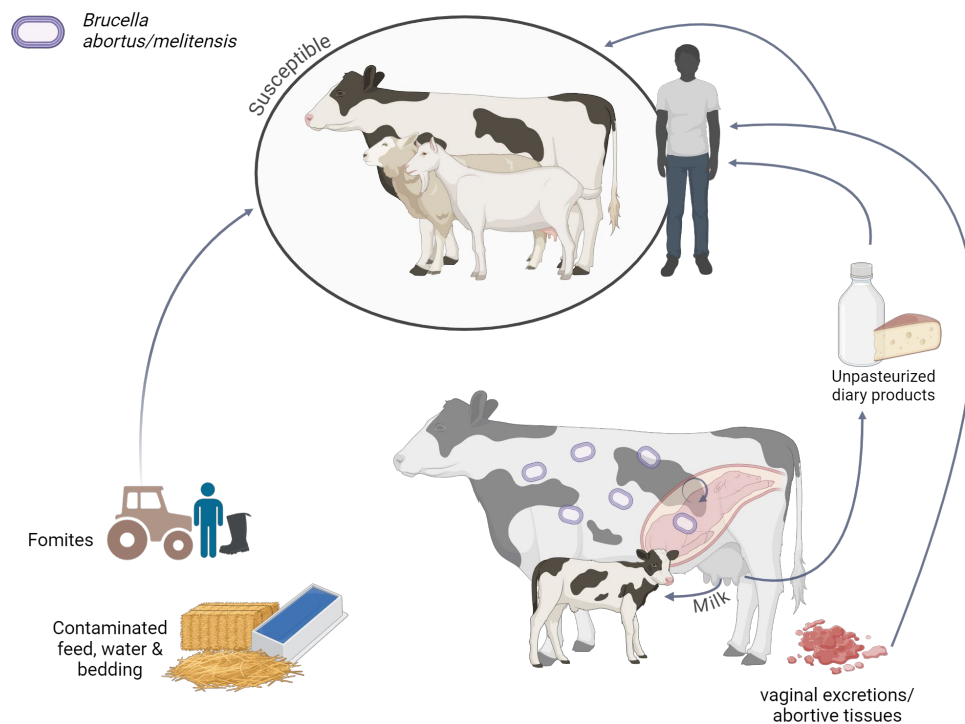 Brucella
abortus/melitensis
Susceptible
Unpasteurized
diary products
Fomites
Milk
Contaminated
feed, water &
bedding
vaginal excretions/
abortive tissues